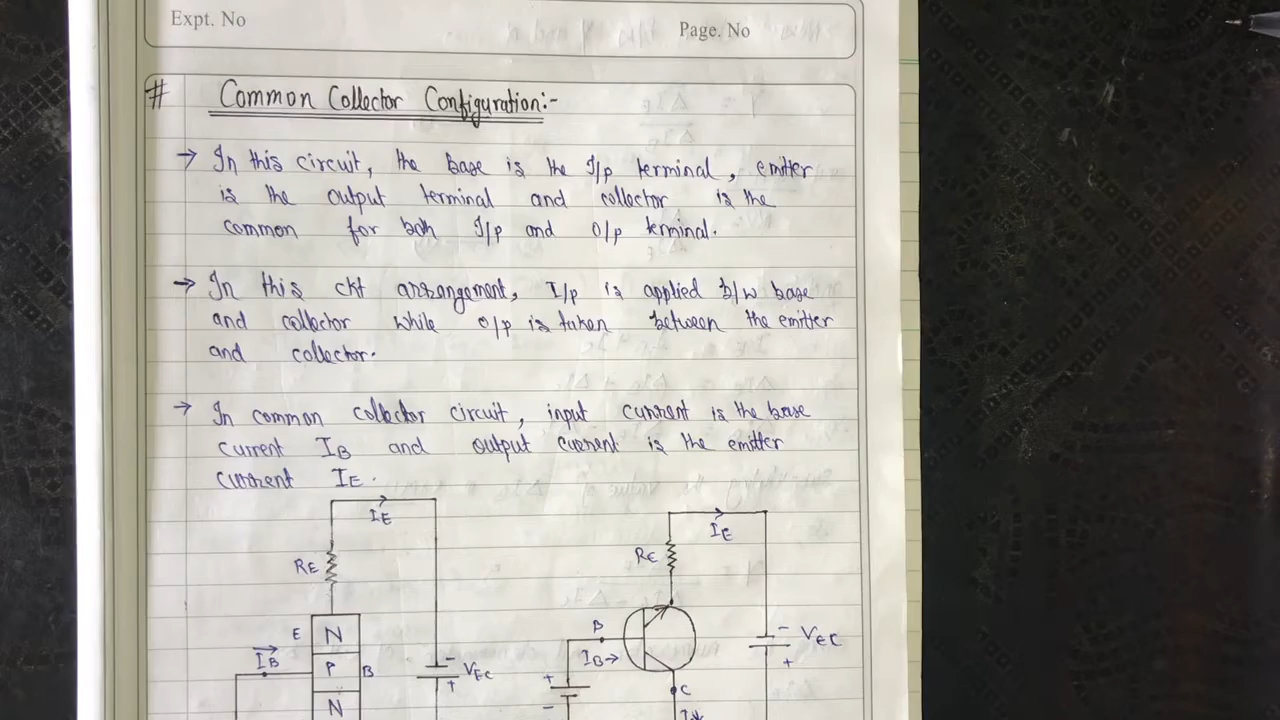 Expt. No
Page. No
# Common Collector Configuration:-
→ In this circuit, the base is the I/p terminal, emitter
is the output terminal and collector is the
common for both I/p and O/p terminal.
→ In this ckt arrangement, I/p is applied b/w base
and collector while o/p is taken between the emitter
and collector.
→ In common collector circuit, input current is the base
current IB and output current is the emitter
current IE.
IE
RE
E
N
IB
P
B
N
-
VEC
+
IE
RE
B
IB→
+
-
C
-
VEC
+